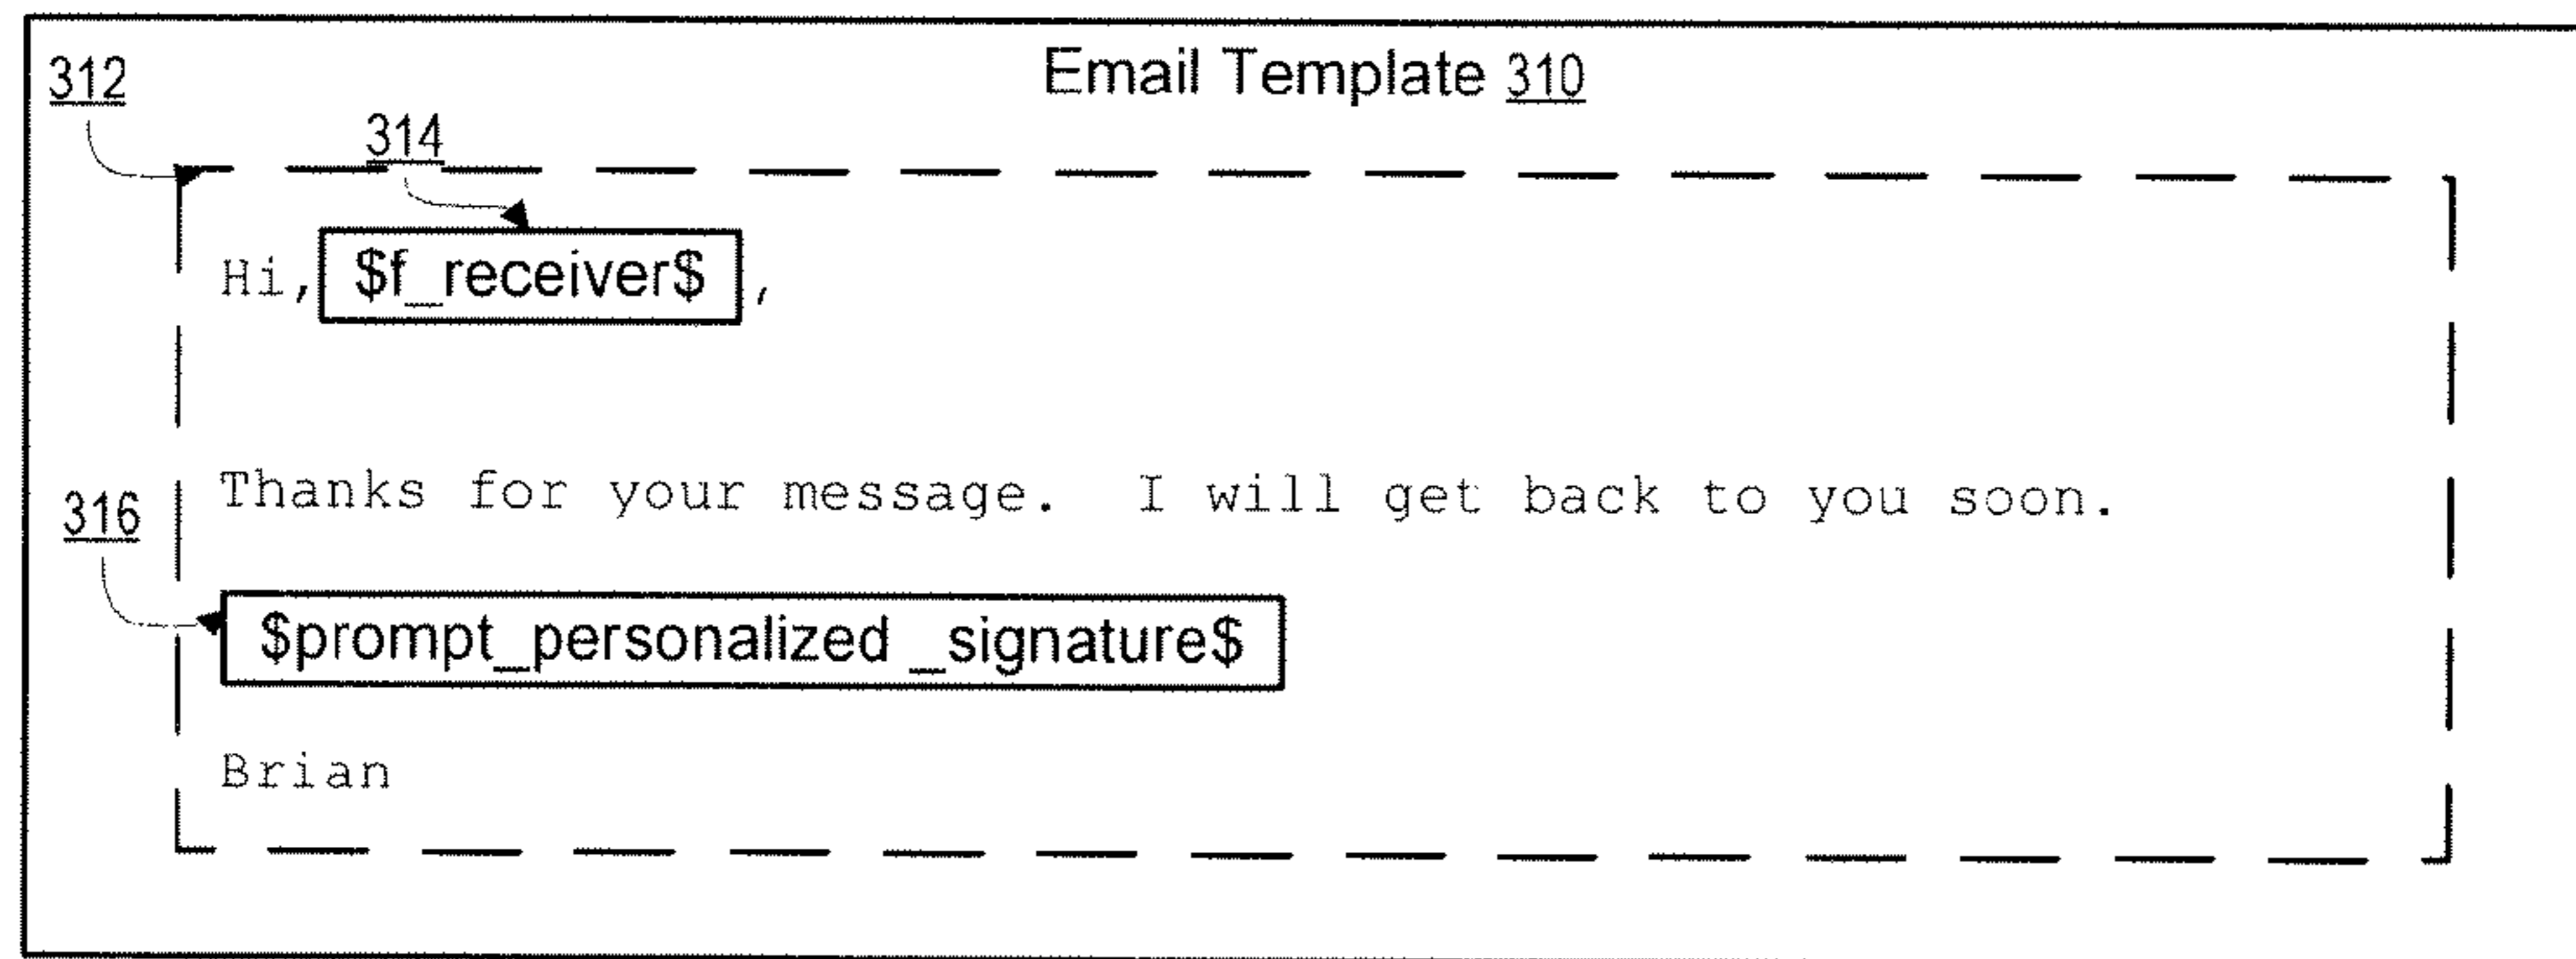 Email Template 310
312
314
Hi, $f_receiver$ ,
Thanks for your message.  I will get back to you soon.
316
$prompt_personalized _signature$
Brian